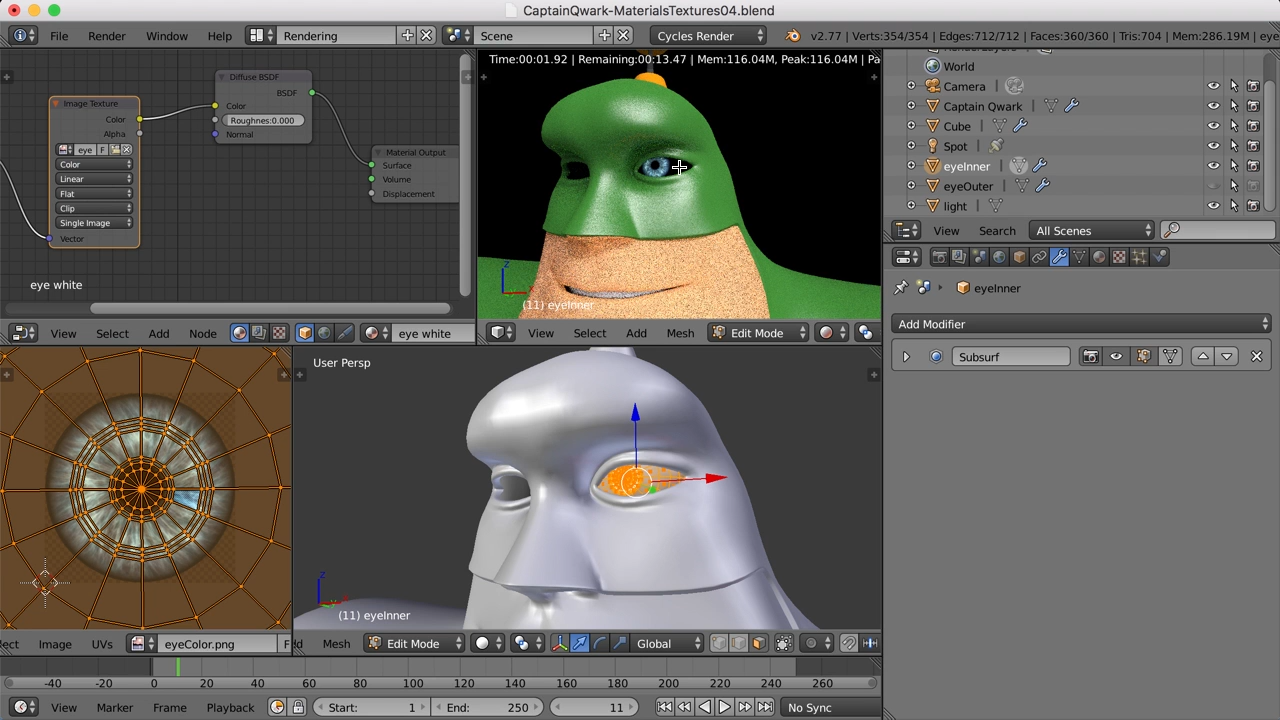 CaptainQwark-MaterialsTextures04.blend
File Render Window Help Rendering Scene Cycles Render v2.77 | Verts:354/354 | Edges:712/712 | Faces:360/360 | Tris:704 | Mem:286.19M | eye
Image Texture
Color
Alpha
eye F
Color
Linear
Flat
Clip
Single Image
Vector
Diffuse BSDF
BSDF
Color
Roughnes:0.000
Normal
Material Output
Surface
Volume
Displacement
eye white
View Select Add Node eye white
Time:00:01.92 | Remaining:00:13.47 | Mem:116.04M, Peak:116.04M | Pa
Z
(11) eyeInner
View Select Add Mesh Edit Mode
World
Camera
Captain Qwark
Cube
Spot
eyeInner
eyeOuter
light
View Search All Scenes
eyeInner
Add Modifier
Subsurf
User Persp
Z
(11) eyeInner
ect Image UVs eyeColor.png F
Mesh Edit Mode Global
-40 -20 0 20 40 60 80 100 120 140 160 180 200 220 240 260
View Marker Frame Playback Start: 1 End: 250 11 No Sync